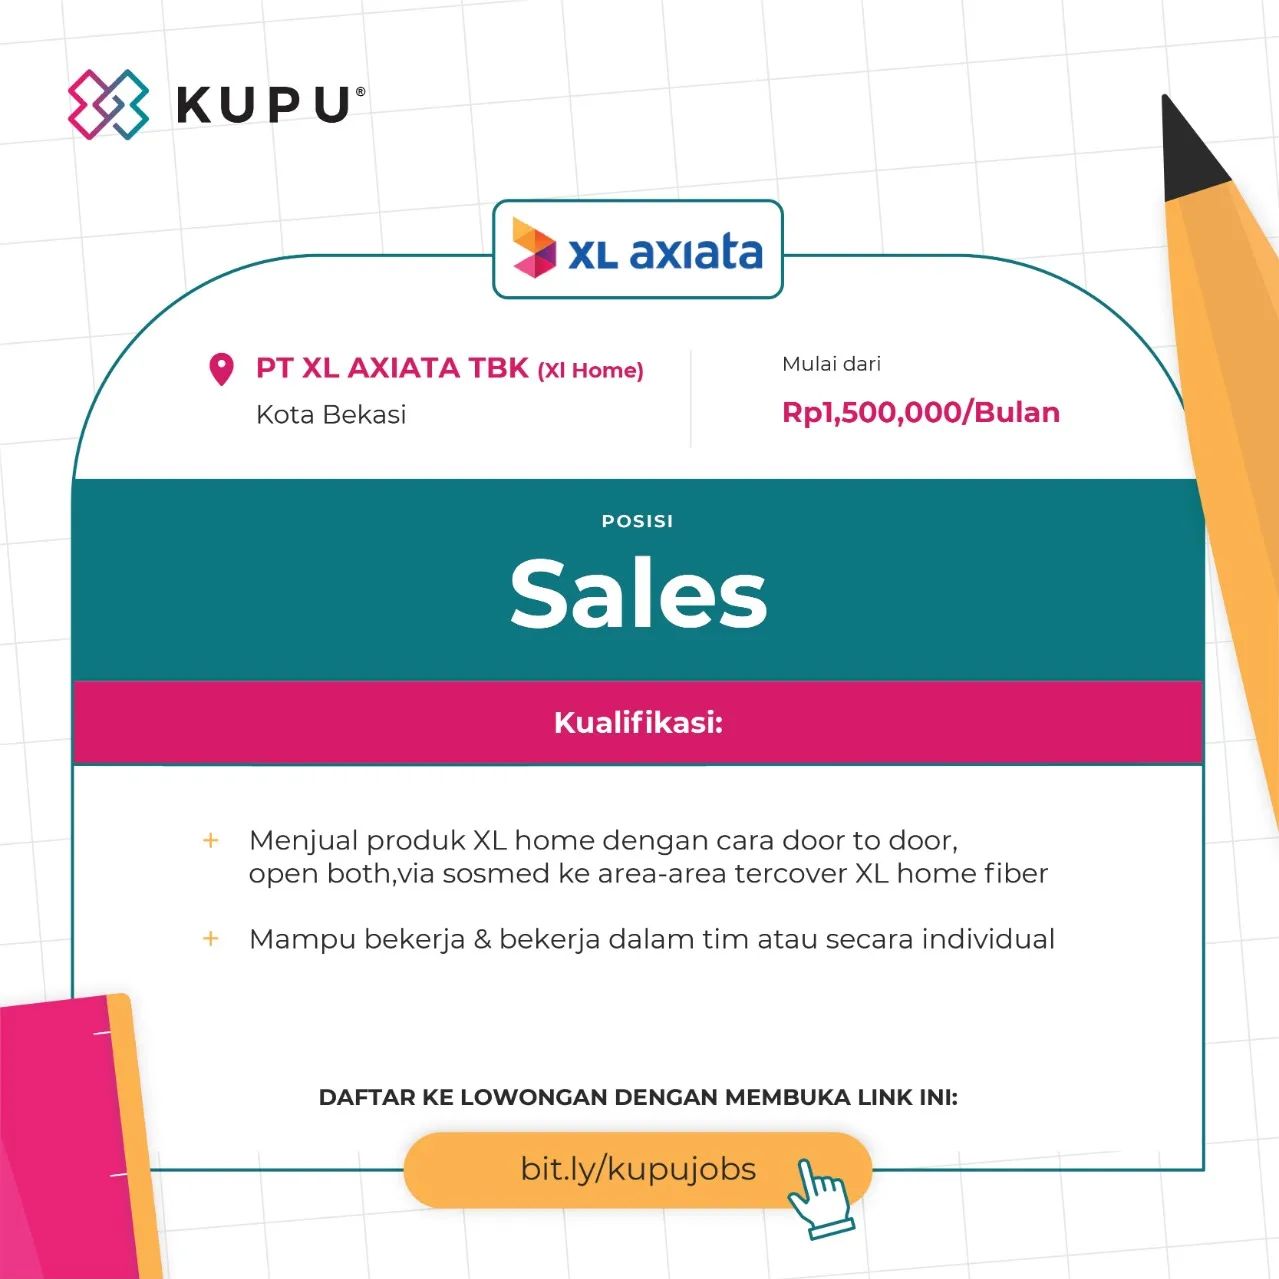 KUPU®
XL axiata
PT XL AXIATA TBK (Xl Home)
Kota Bekasi
Mulai dari
Rp1,500,000/Bulan
POSISI
Sales
Kualifikasi:
+ Menjual produk XL home dengan cara door to door,
open both,via sosmed ke area-area tercover XL home fiber
+ Mampu bekerja & bekerja dalam tim atau secara individual
DAFTAR KE LOWONGAN DENGAN MEMBUKA LINK INI:
bit.ly/kupujobs